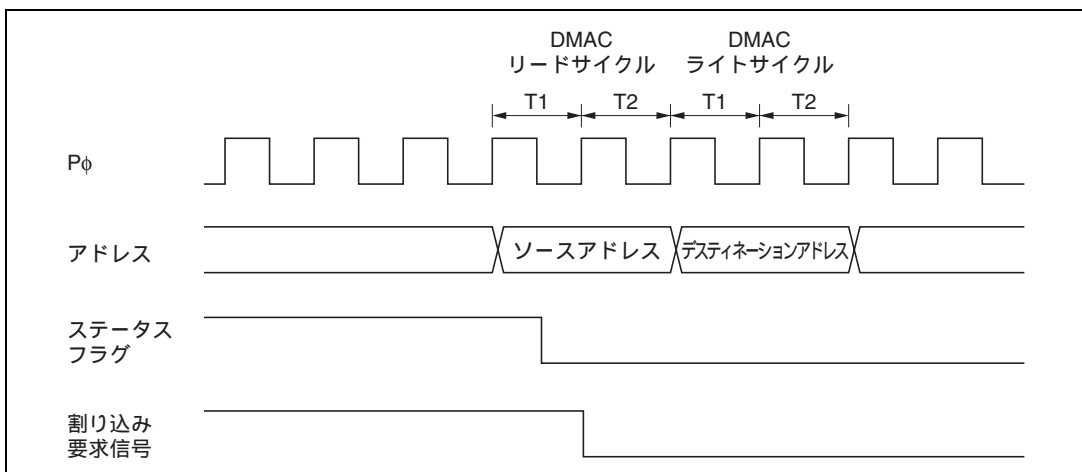 DMAC
リードサイクル
DMAC
ライトサイクル
T1 T2 T1 T2
Pφ
アドレス
ソースアドレス
デスティネーションアドレス
ステータス
フラグ
割り込み
要求信号